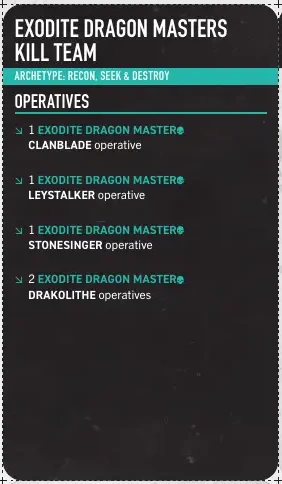 EXODITE DRAGON MASTERS
KILL TEAM
ARCHETYPE: RECON, SEEK & DESTROY
OPERATIVES
1 EXODITE DRAGON MASTER
CLANBLADE operative
1 EXODITE DRAGON MASTER
LEYSTALKER operative
1 EXODITE DRAGON MASTER
STONESINGER operative
2 EXODITE DRAGON MASTER
DRAKOLITHE operatives